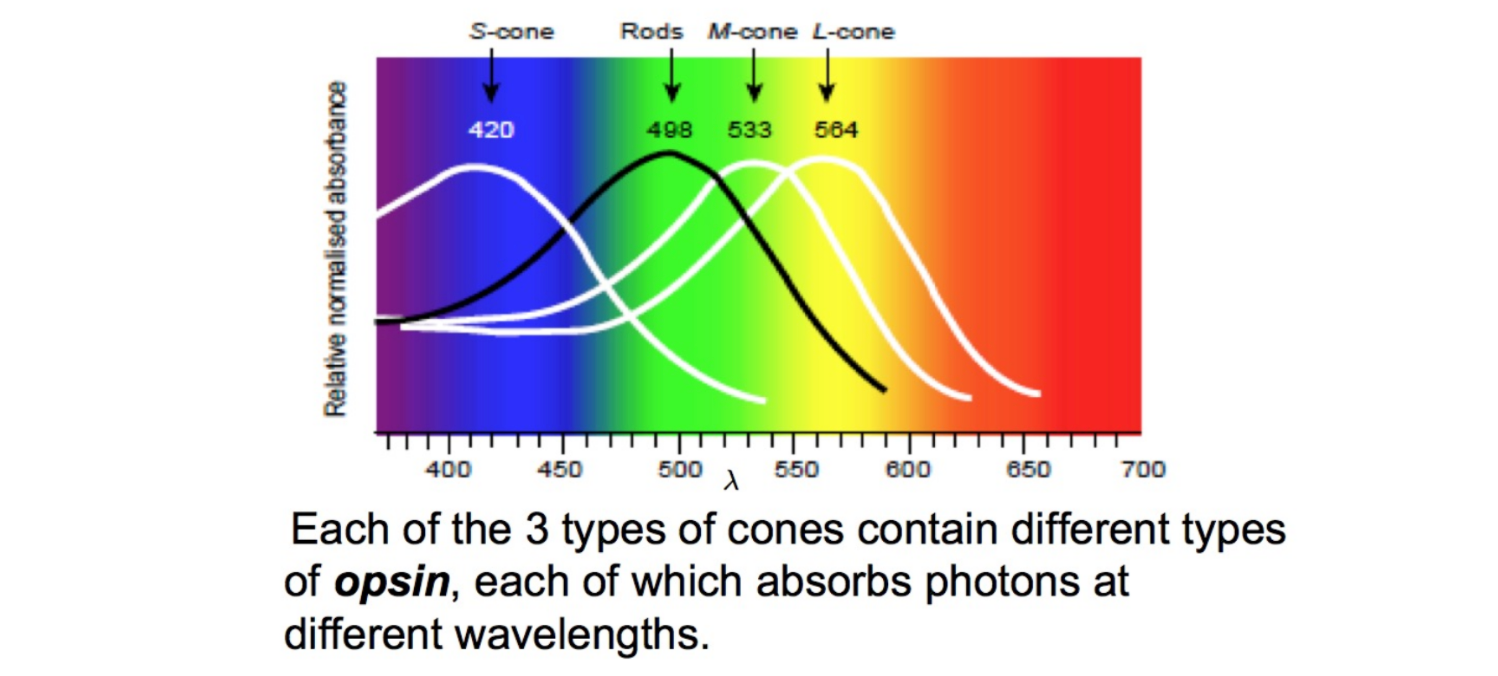 S-cone Rods M-cone L-cone
420 498 533 564
Relative normalised absorbance
400 450 500 550 600 650 700
λ
Each of the 3 types of cones contain different types
of opsin, each of which absorbs photons at
different wavelengths.